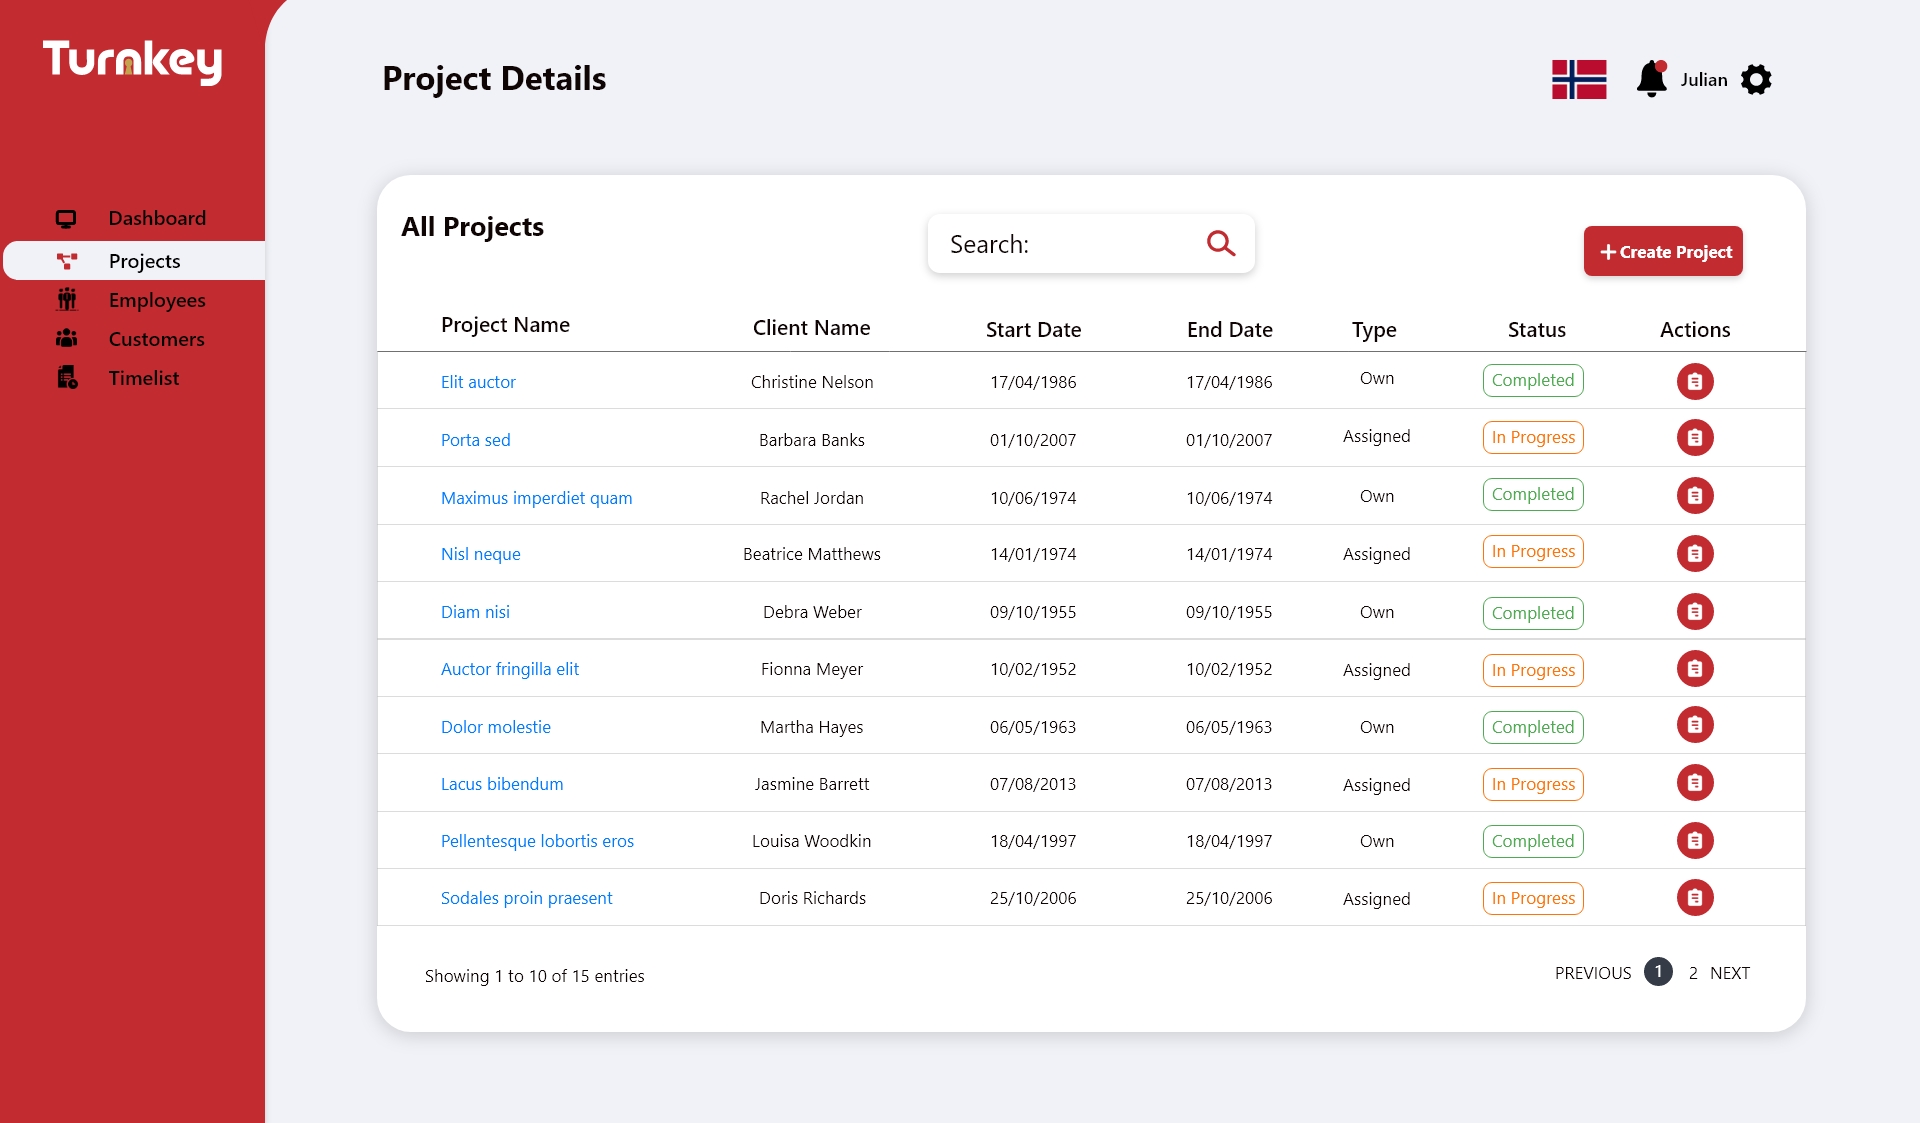 Turnkey
Project Details
Julian
Dashboard
Projects
Employees
Customers
Timelist
All Projects
Search:
+Create Project
Project Name Client Name Start Date End Date Type Status Actions
Elit auctor Christine Nelson 17/04/1986 17/04/1986 Own Completed
Porta sed Barbara Banks 01/10/2007 01/10/2007 Assigned In Progress
Maximus imperdiet quam Rachel Jordan 10/06/1974 10/06/1974 Own Completed
Nisl neque Beatrice Matthews 14/01/1974 14/01/1974 Assigned In Progress
Diam nisi Debra Weber 09/10/1955 09/10/1955 Own Completed
Auctor fringilla elit Fionna Meyer 10/02/1952 10/02/1952 Assigned In Progress
Dolor molestie Martha Hayes 06/05/1963 06/05/1963 Own Completed
Lacus bibendum Jasmine Barrett 07/08/2013 07/08/2013 Assigned In Progress
Pellentesque lobortis eros Louisa Woodkin 18/04/1997 18/04/1997 Own Completed
Sodales proin praesent Doris Richards 25/10/2006 25/10/2006 Assigned In Progress
Showing 1 to 10 of 15 entries
PREVIOUS 1 2 NEXT